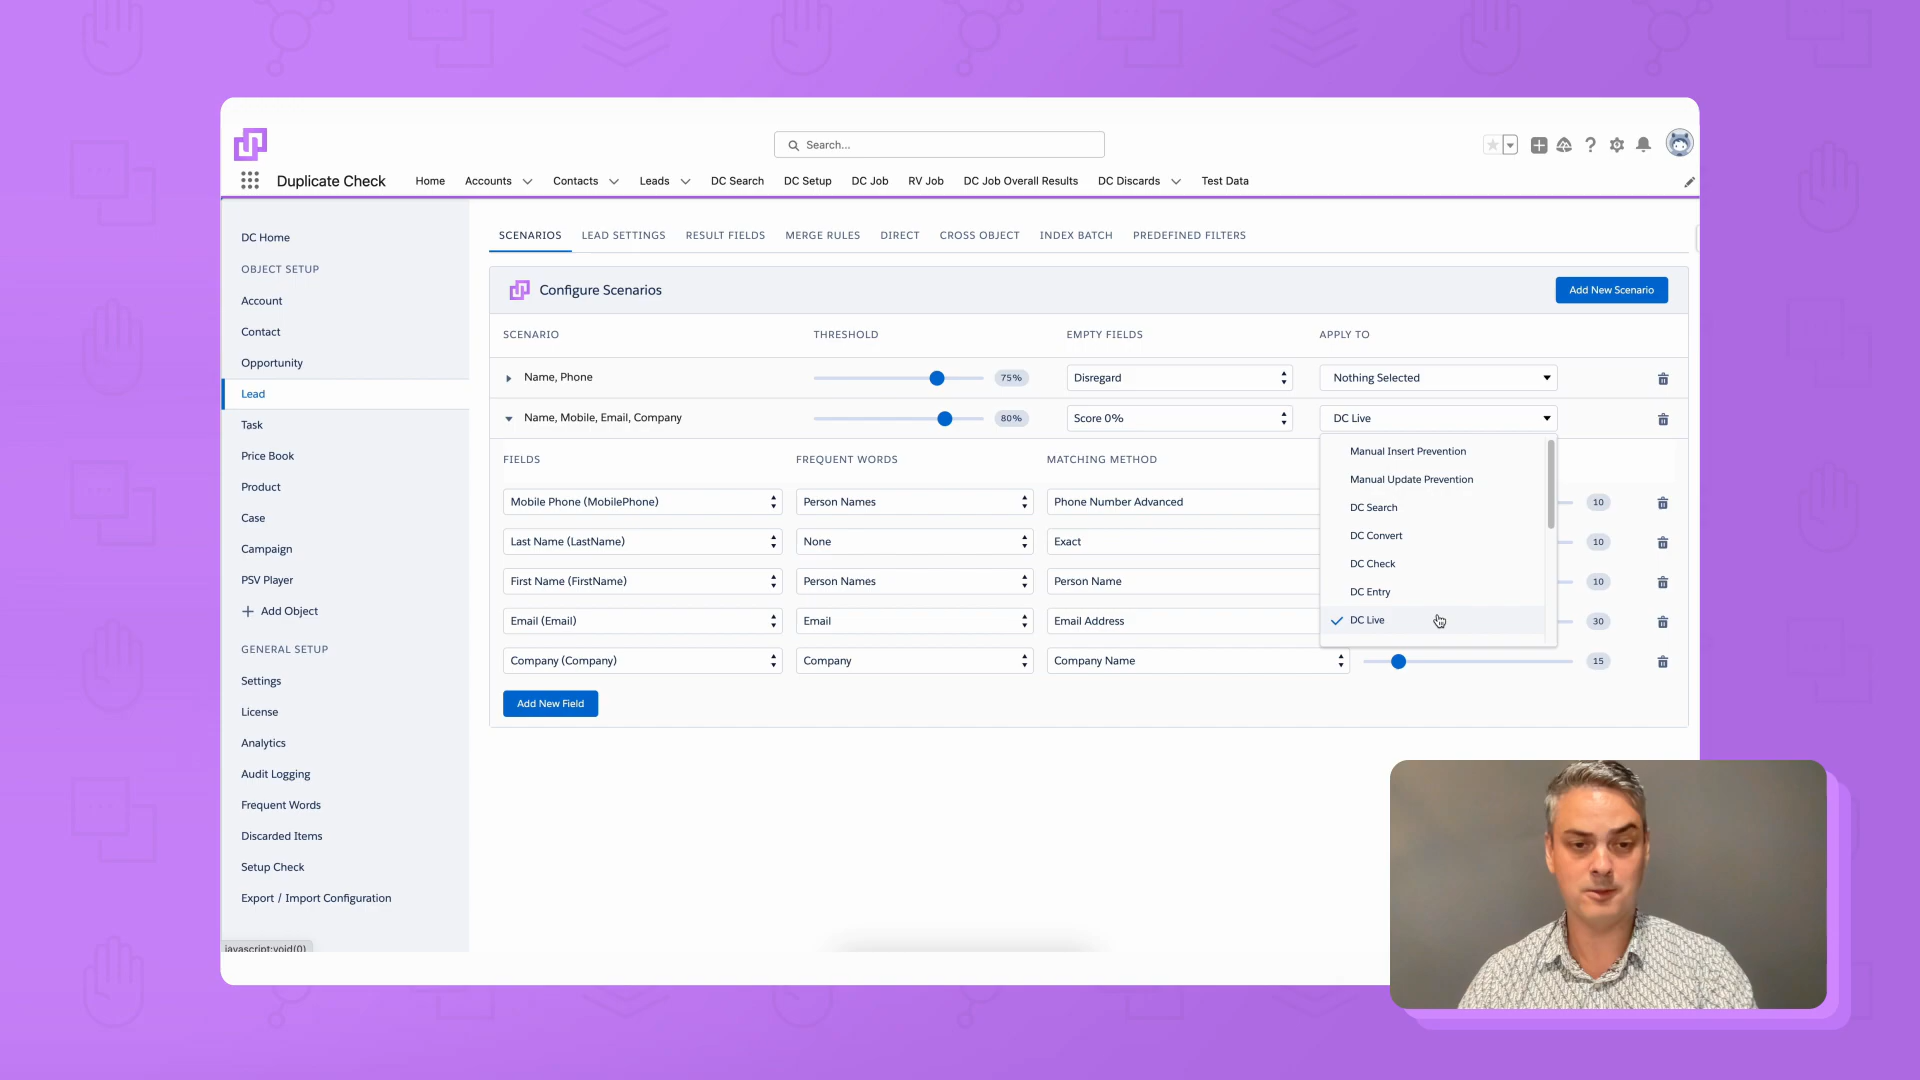 Search...
Duplicate Check
Home
Accounts
Contacts
Leads
DC Search
DC Setup
DC Job
RV Job
DC Job Overall Results
DC Discards
Test Data
DC Home
OBJECT SETUP
Account
Contact
Opportunity
Lead
Task
Price Book
Product
Case
Campaign
PSV Player
Add Object
GENERAL SETUP
Settings
License
Analytics
Audit Logging
Frequent Words
Discarded Items
Setup Check
Export / Import Configuration
javascript:void(0)
SCENARIOS
LEAD SETTINGS
RESULT FIELDS
MERGE RULES
DIRECT
CROSS OBJECT
INDEX BATCH
PREDEFINED FILTERS
Configure Scenarios
Add New Scenario
SCENARIO THRESHOLD EMPTY FIELDS APPLY TO
Name, Phone 75% Disregard Nothing Selected
Name, Mobile, Email, Company 80% Score 0% DC Live
FIELDS FREQUENT WORDS MATCHING METHOD
Mobile Phone (MobilePhone) Person Names Phone Number Advanced 10
Last Name (LastName) None Exact 10
First Name (FirstName) Person Names Person Name 10
Email (Email) Email Email Address 30
Company (Company) Company Company Name 15
Add New Field
Manual Insert Prevention
Manual Update Prevention
DC Search
DC Convert
DC Check
DC Entry
DC Live